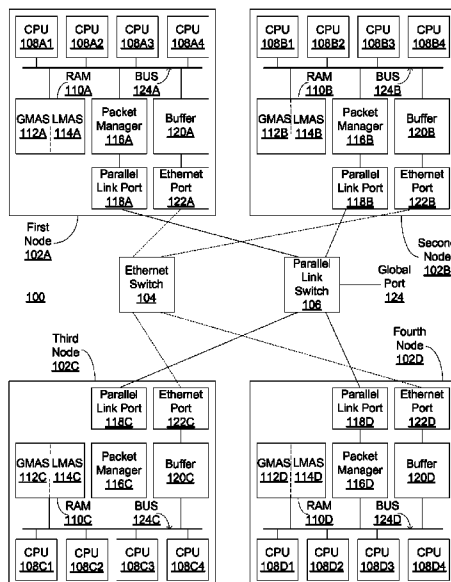 CPU 108A1 CPU 108A2 CPU 108A3 CPU 108A4
RAM 110A BUS 124A
GMAS 112A LMAS 114A Packet Manager 116A Buffer 120A
Parallel Link Port 118A Ethernet Port 122A
First Node 102A
CPU 108B1 CPU 108B2 CPU 108B3 CPU 108B4
RAM 110B BUS 124B
GMAS 112B LMAS 114B Packet Manager 116B Buffer 120B
Parallel Link Port 118B Ethernet Port 122B
Second Node 102B
100
Ethernet Switch 104
Parallel Link Switch 106
Global Port 124
Third Node 102C
Parallel Link Port 118C Ethernet Port 122C
GMAS 112C LMAS 114C Packet Manager 116C Buffer 120C
RAM 110C BUS 124C
CPU 108C1 CPU 108C2 CPU 108C3 CPU 108C4
Fourth Node 102D
Parallel Link Port 118D Ethernet Port 122D
GMAS 112D LMAS 114D Packet Manager 116D Buffer 120D
RAM 110D BUS 124D
CPU 108D1 CPU 108D2 CPU 108D3 CPU 108D4